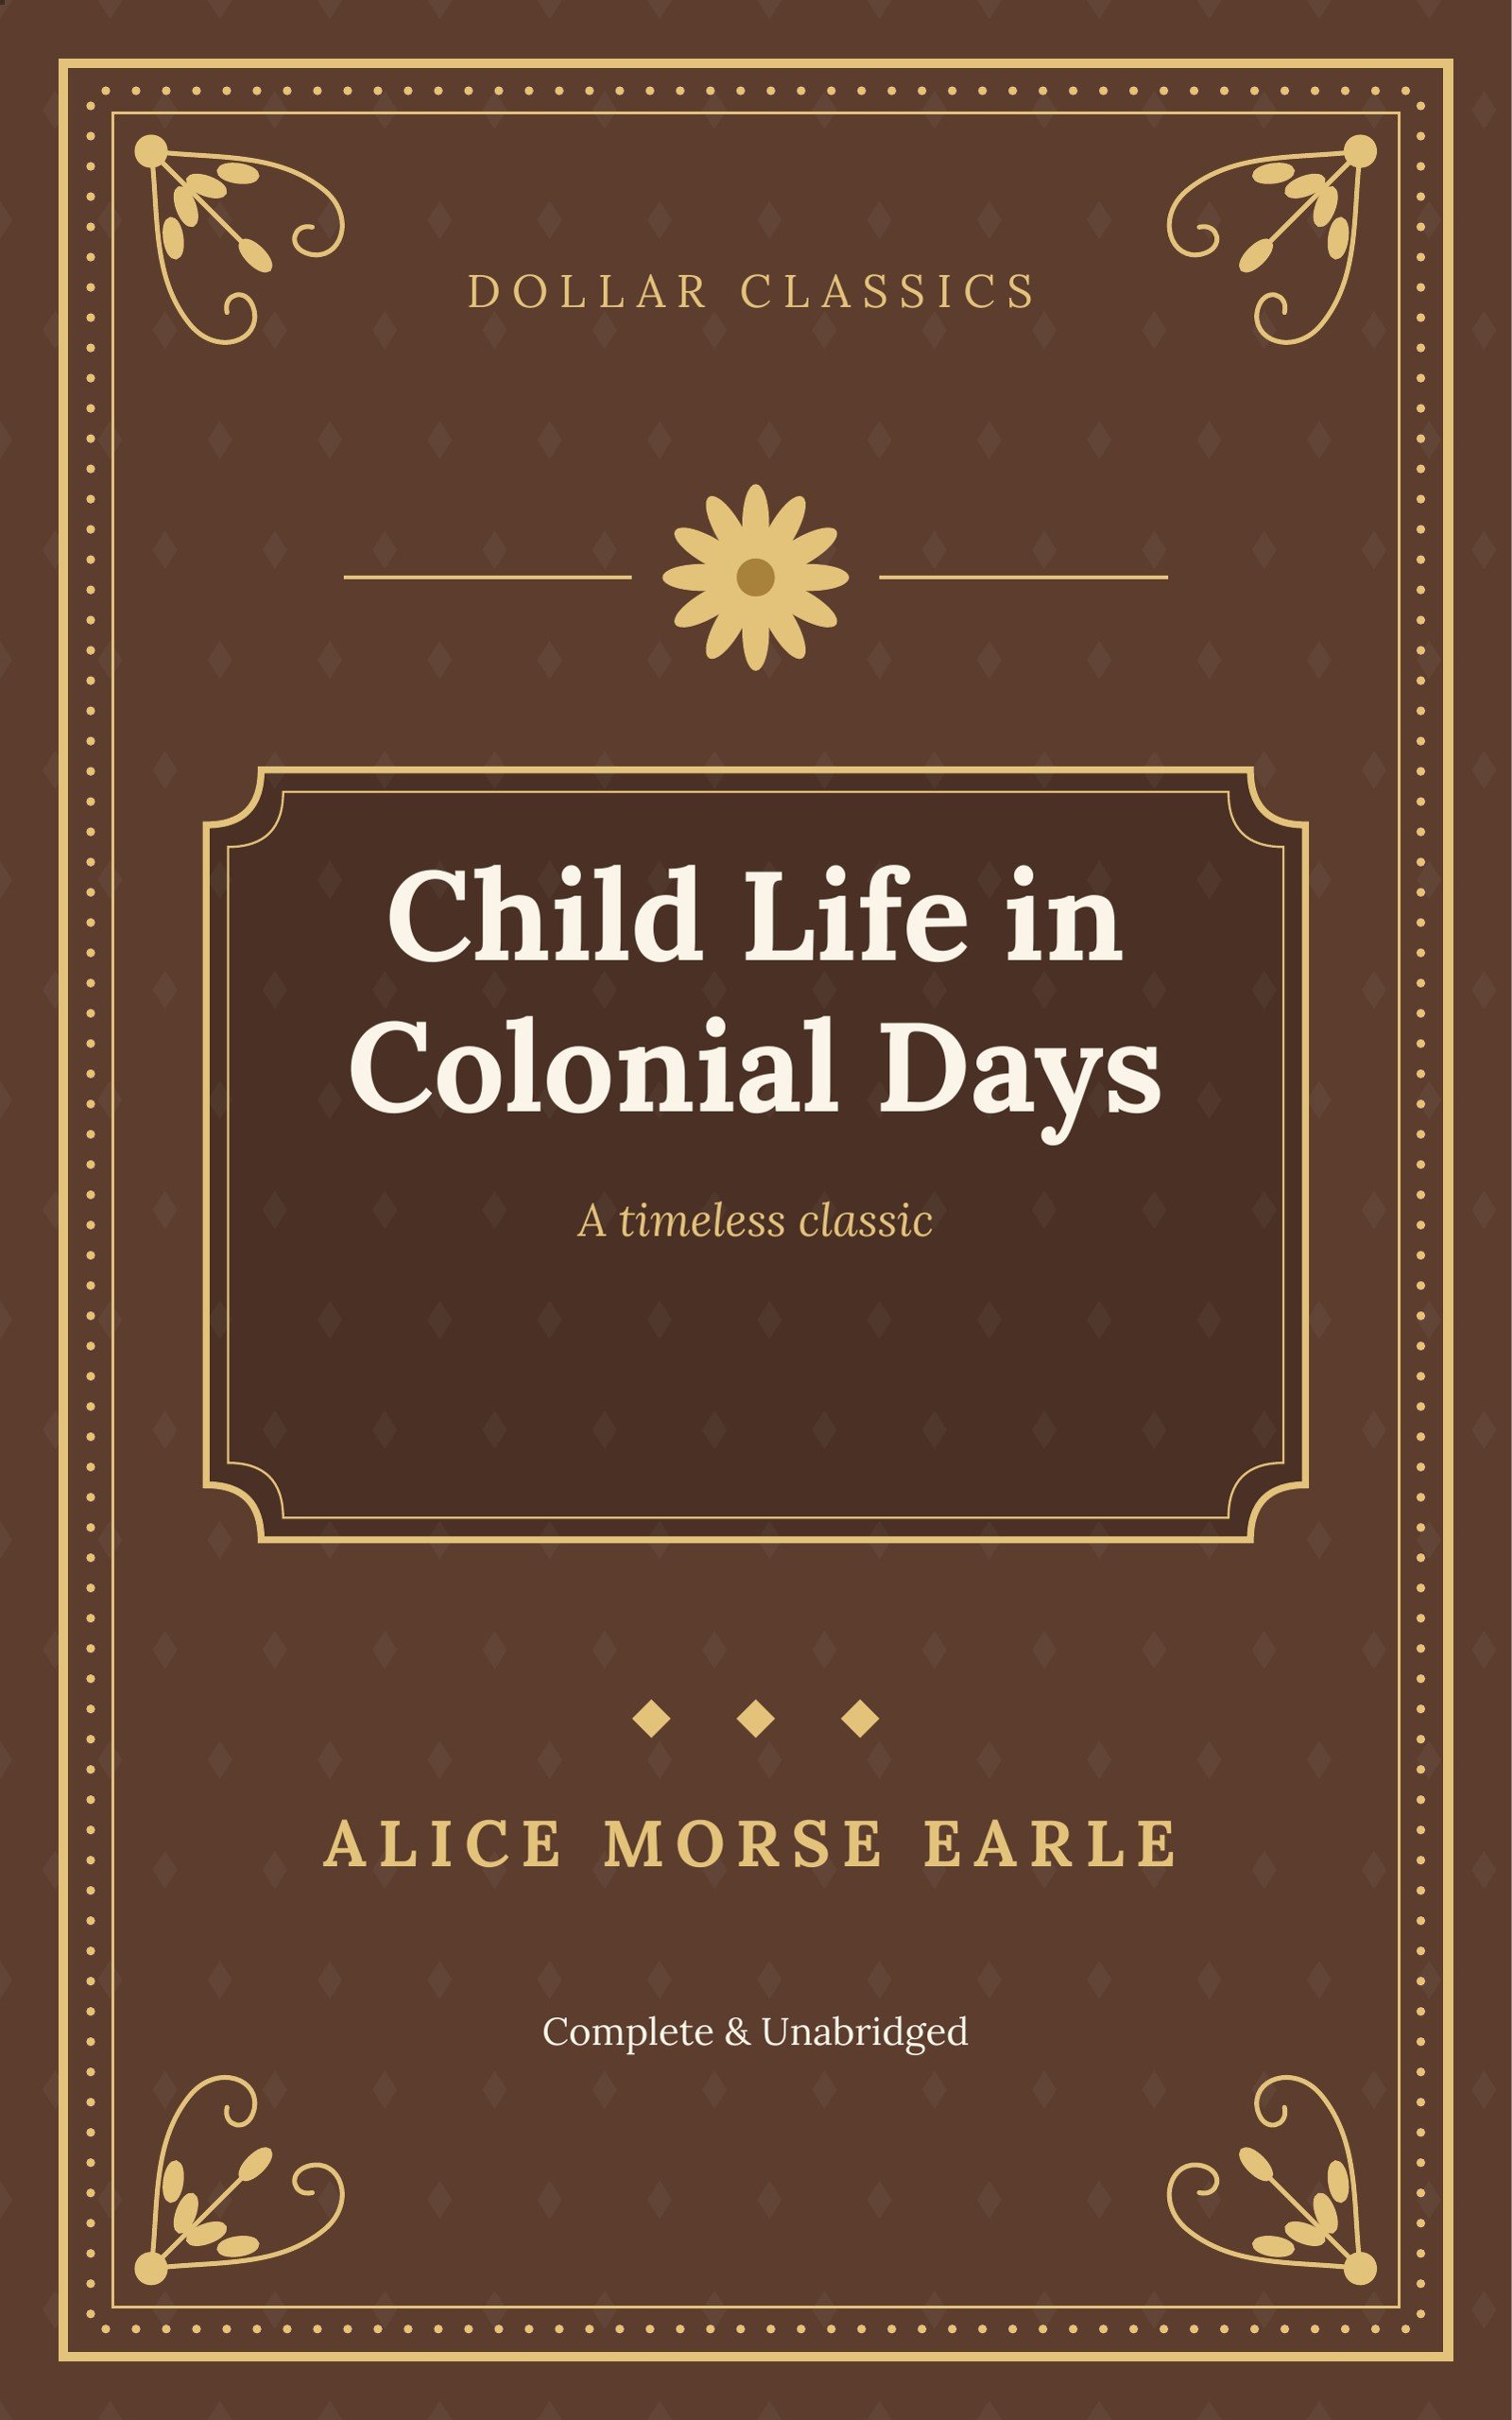 DOLLAR CLASSICS
Child Life in
Colonial Days
A timeless classic
ALICE MORSE EARLE
Complete & Unabridged